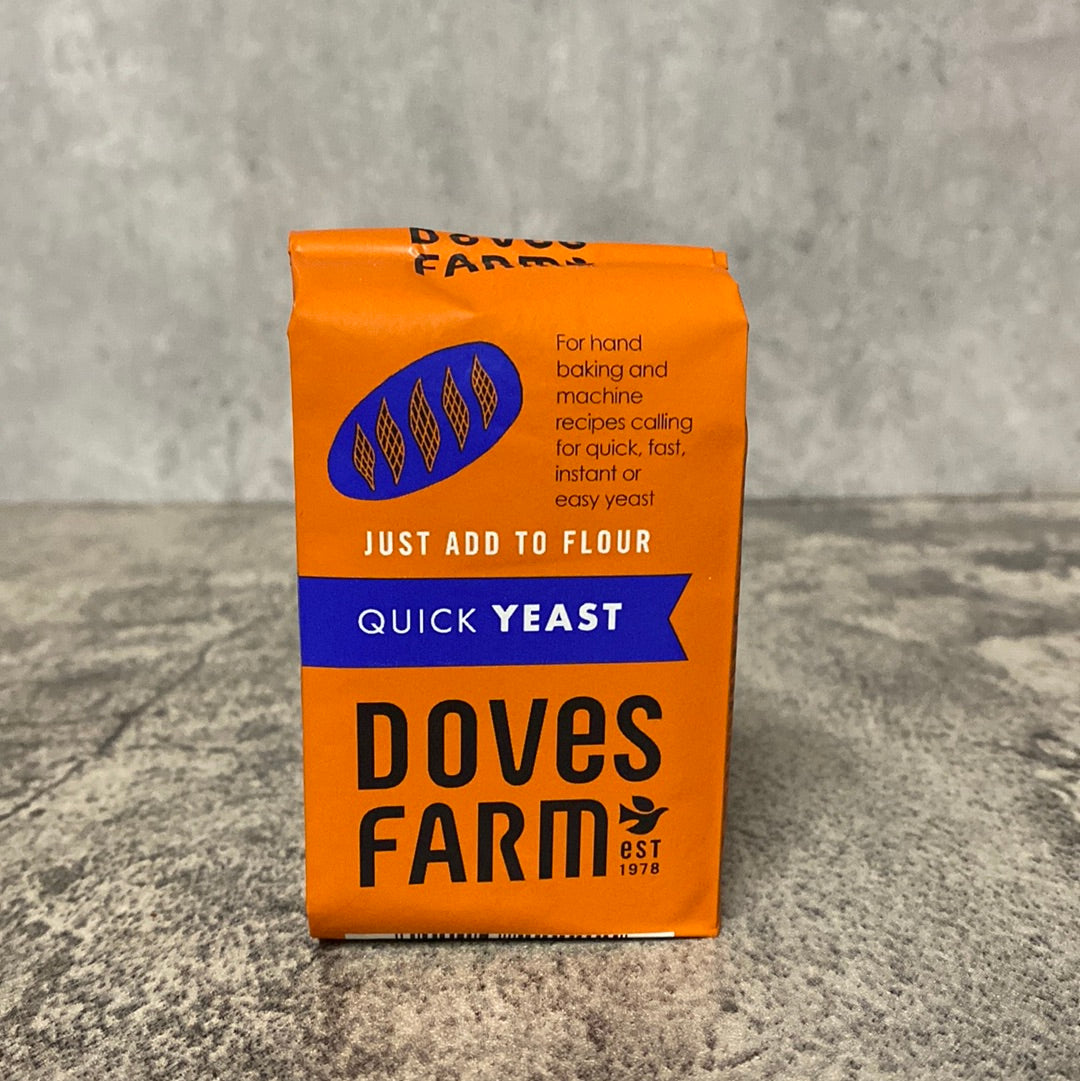 DOVES
FARM
For hand
baking and
machine
recipes calling
for quick, fast,
instant or
easy yeast
JUST ADD TO FLOUR
QUICK YEAST
DOVES
FARM
EST
1978